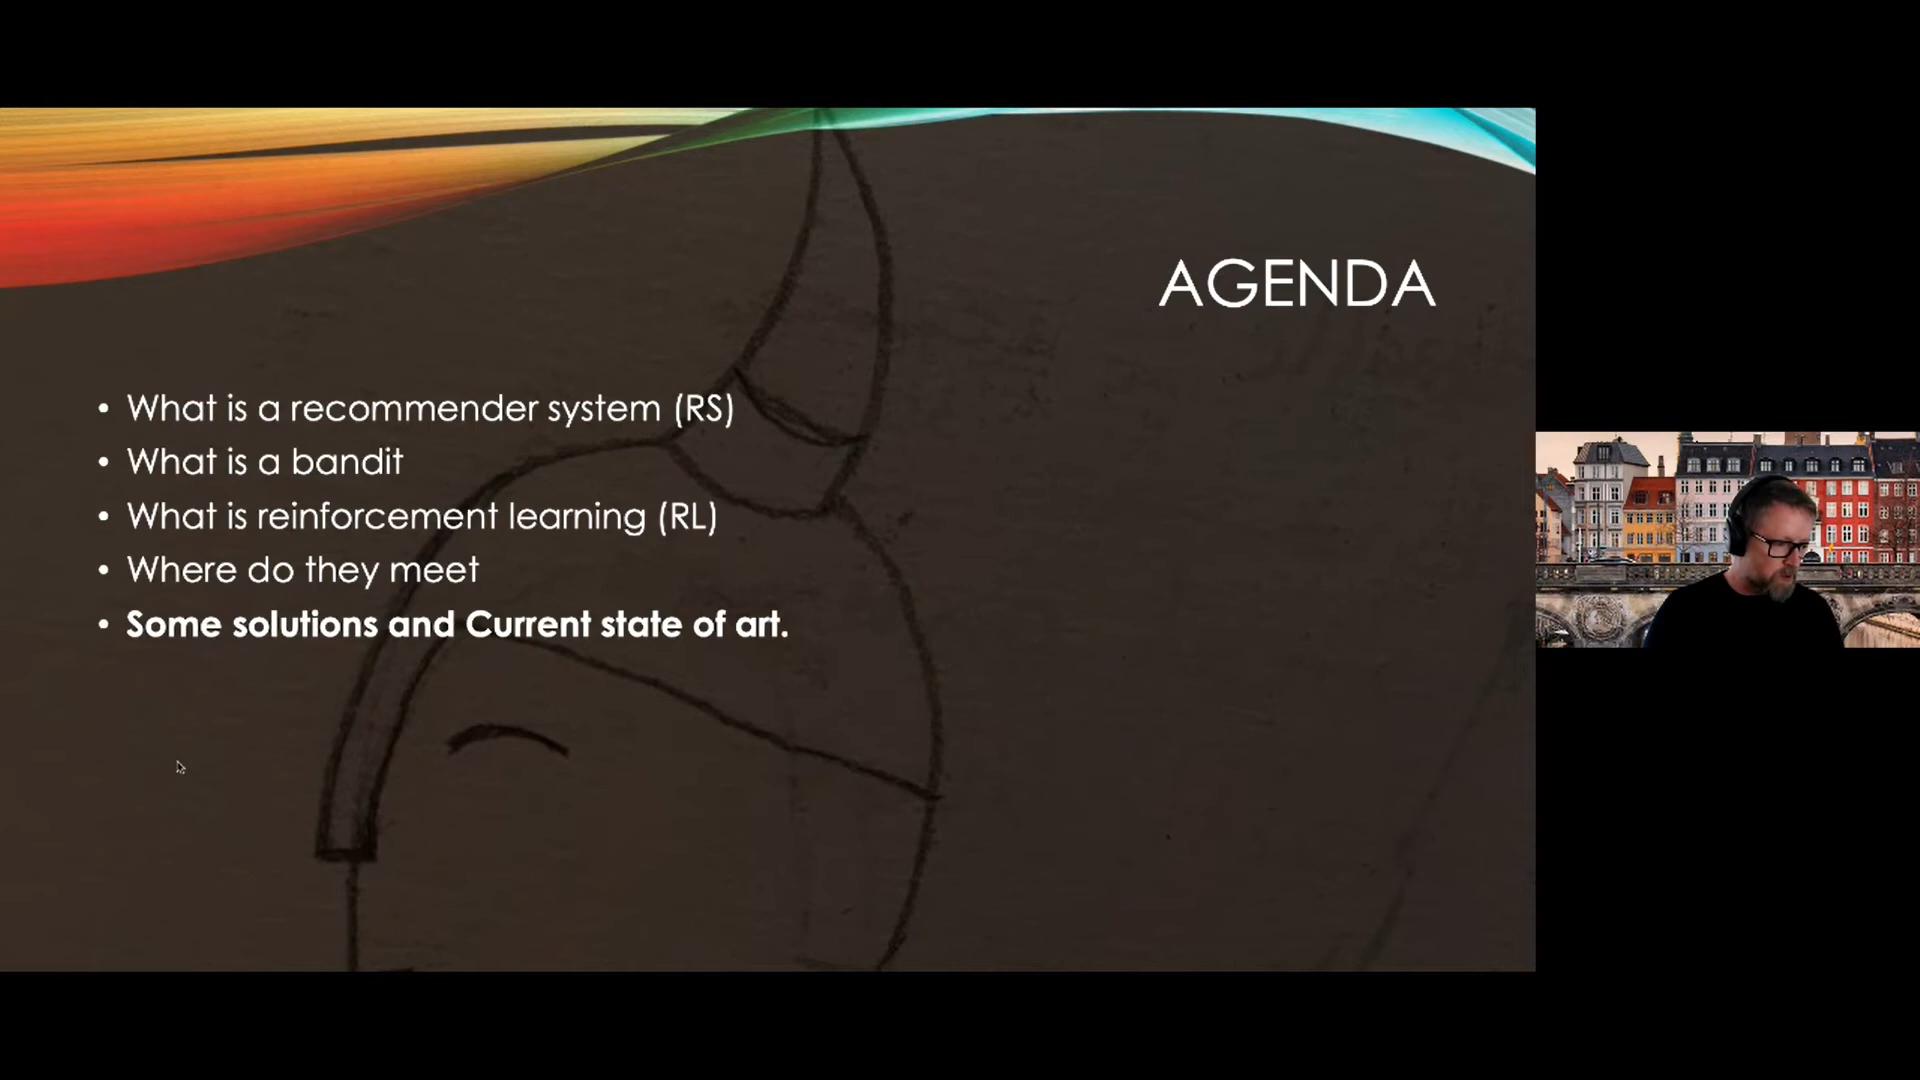 AGENDA
• What is a recommender system (RS)
• What is a bandit
• What is reinforcement learning (RL)
• Where do they meet
• Some solutions and Current state of art.